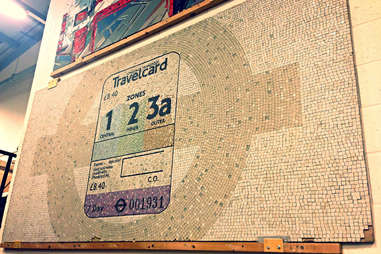 Travelcard
£8.40
ZONES
1 2 3a
CENTRAL INNER OUTER
£8.40
C.O.
7 Day 001931